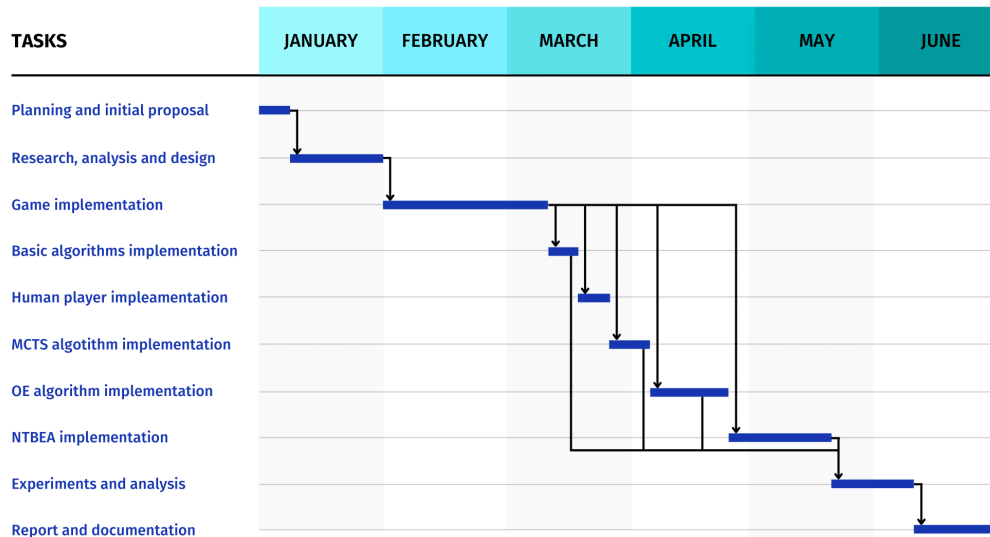 TASKS JANUARY FEBRUARY MARCH APRIL MAY JUNE
Planning and initial proposal
Research, analysis and design
Game implementation
Basic algorithms implementation
Human player impleamentation
MCTS algotithm implementation
OE algorithm implementation
NTBEA implementation
Experiments and analysis
Report and documentation